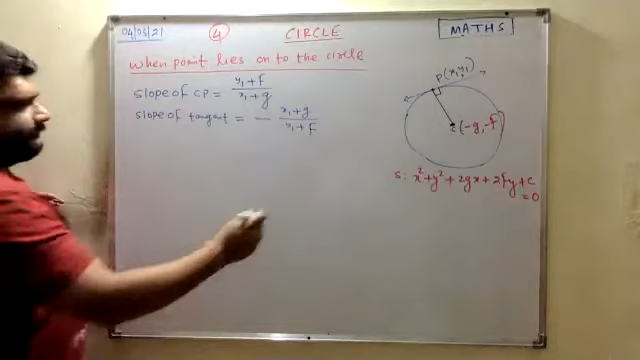 04/03/21
4
CIRCLE
MATHS
when point lies on to the circle
slope of CP = y₁+f / x₁+g
slope of tangent = − x₁+g / y₁+f
P(x₁,y₁)
C(-g,-f)
S: x²+y²+2gx+2fy+c
=0